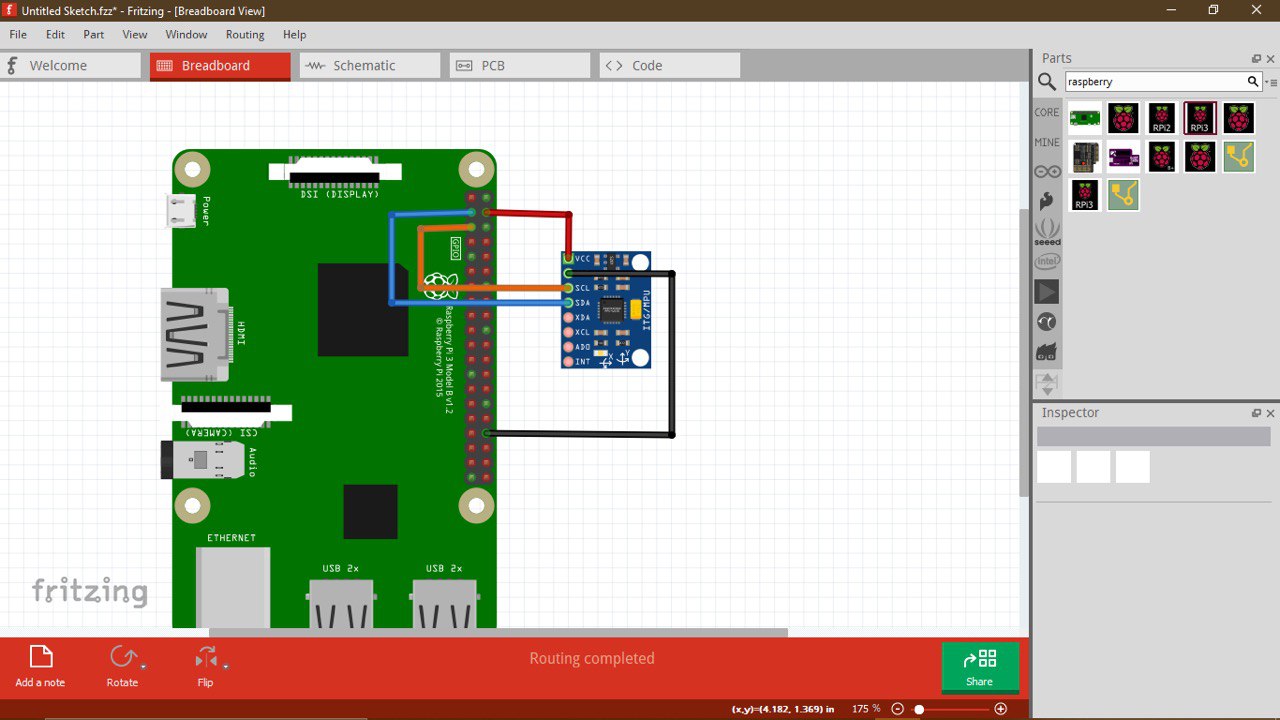 Untitled Sketch.fzz* - Fritzing - [Breadboard View]
File Edit Part View Window Routing Help
Welcome
Breadboard
Schematic
PCB
Code
Parts
raspberry
CORE
MINE
RPi2
RPi3
RPi3
seeed
intel
Inspector
DSI (DISPLAY)
Power
GPIO
HDMI
Raspberry Pi 3 Model B v1.2
© Raspberry Pi 2015
CSI (CAMERA)
Audio
ETHERNET
USB 2x
USB 2x
VCC
SCL
SDA
XDA
XCL
ADO
INT
ITG/MPU
X
Y
fritzing
Add a note
Rotate
Flip
Routing completed
Share
(x,y)=(4.182, 1.369) in
175 %